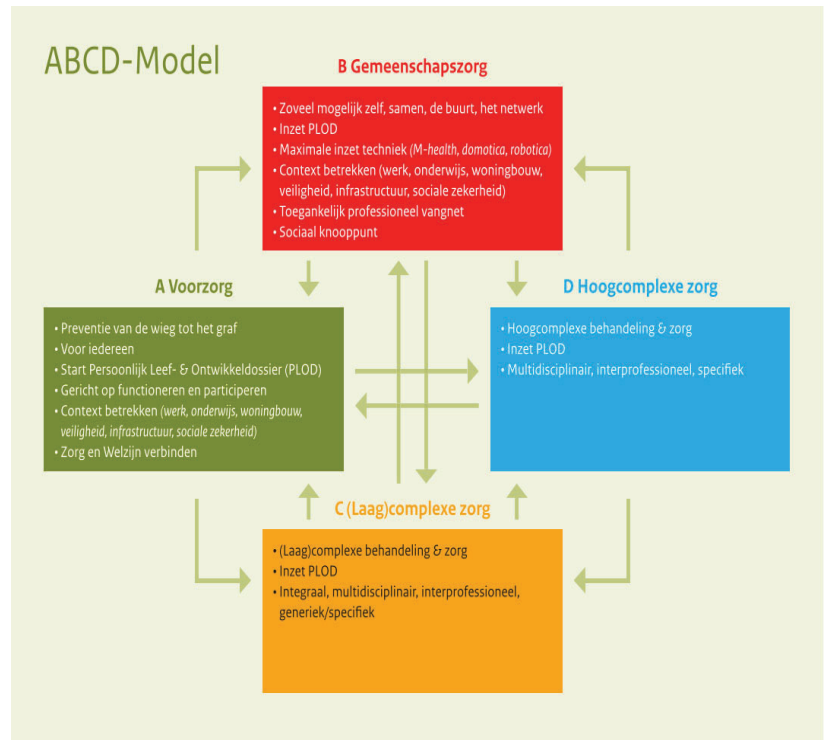 ABCD-Model
B Gemeenschapszorg
• Zoveel mogelijk zelf, samen, de buurt, het netwerk
• Inzet PLOD
• Maximale inzet techniek (M-health, domotica, robotica)
• Context betrekken (werk, onderwijs, woningbouw,
veiligheid, infrastructuur, sociale zekerheid)
• Toegankelijk professioneel vangnet
• Sociaal knooppunt
A Voorzorg
• Preventie van de wieg tot het graf
• Voor iedereen
• Start Persoonlijk Leef- & Ontwikkeldossier (PLOD)
• Gericht op functioneren en participeren
• Context betrekken (werk, onderwijs, woningbouw,
veiligheid, infrastructuur, sociale zekerheid)
• Zorg en Welzijn verbinden
D Hoogcomplexe zorg
• Hoogcomplexe behandeling & zorg
• Inzet PLOD
• Multidisciplinair, interprofessioneel, specifiek
C (Laag)complexe zorg
• (Laag)complexe behandeling & zorg
• Inzet PLOD
• Integraal, multidisciplinair, interprofessioneel,
generiek/specifiek